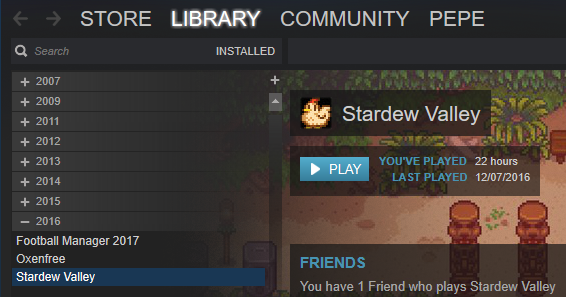 STORE LIBRARY COMMUNITY PEPE
Search INSTALLED
+ 2007 +
+ 2009
+ 2011
+ 2012
+ 2013
+ 2014
+ 2015
− 2016
Football Manager 2017
Oxenfree
Stardew Valley
Stardew Valley
PLAY
YOU'VE PLAYED 22 hours
LAST PLAYED 12/07/2016
FRIENDS
You have 1 Friend who plays Stardew Valley